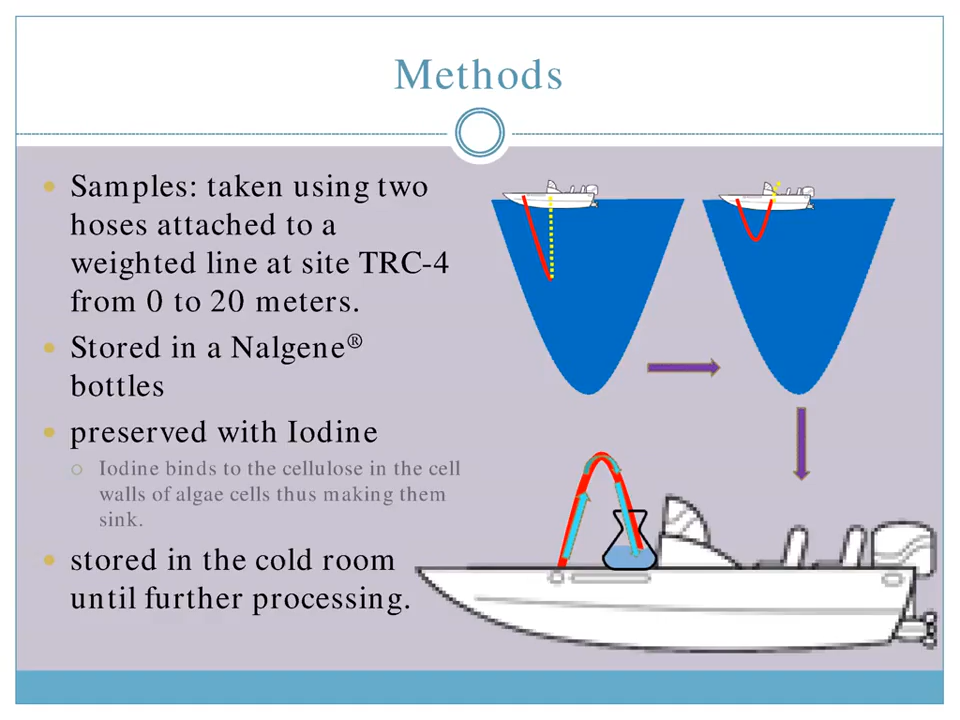 Methods
Samples: taken using two
hoses attached to a
weighted line at site TRC-4
from 0 to 20 meters.
Stored in a Nalgene®
bottles
preserved with Iodine
Iodine binds to the cellulose in the cell
walls of algae cells thus making them
sink.
stored in the cold room
until further processing.